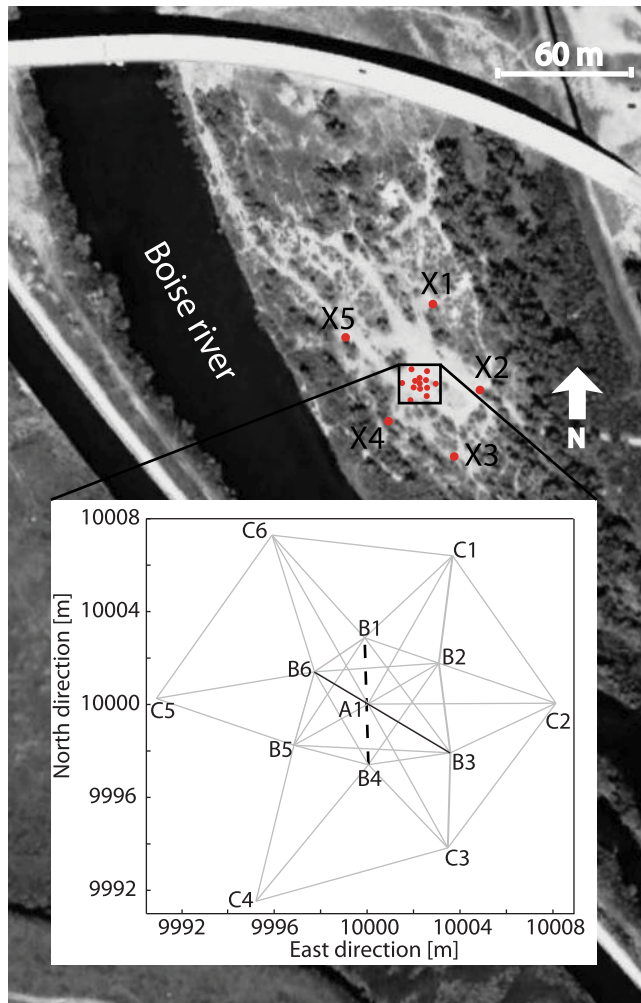 60 m
Boise river
X1
X5
X2
X4
X3
N
North direction [m]
10008
10004
10000
9996
9992
C6
C1
B1
B2
B6
A1
C5
C2
B5
B3
B4
C3
C4
9992
9996
10000
10004
10008
East direction [m]